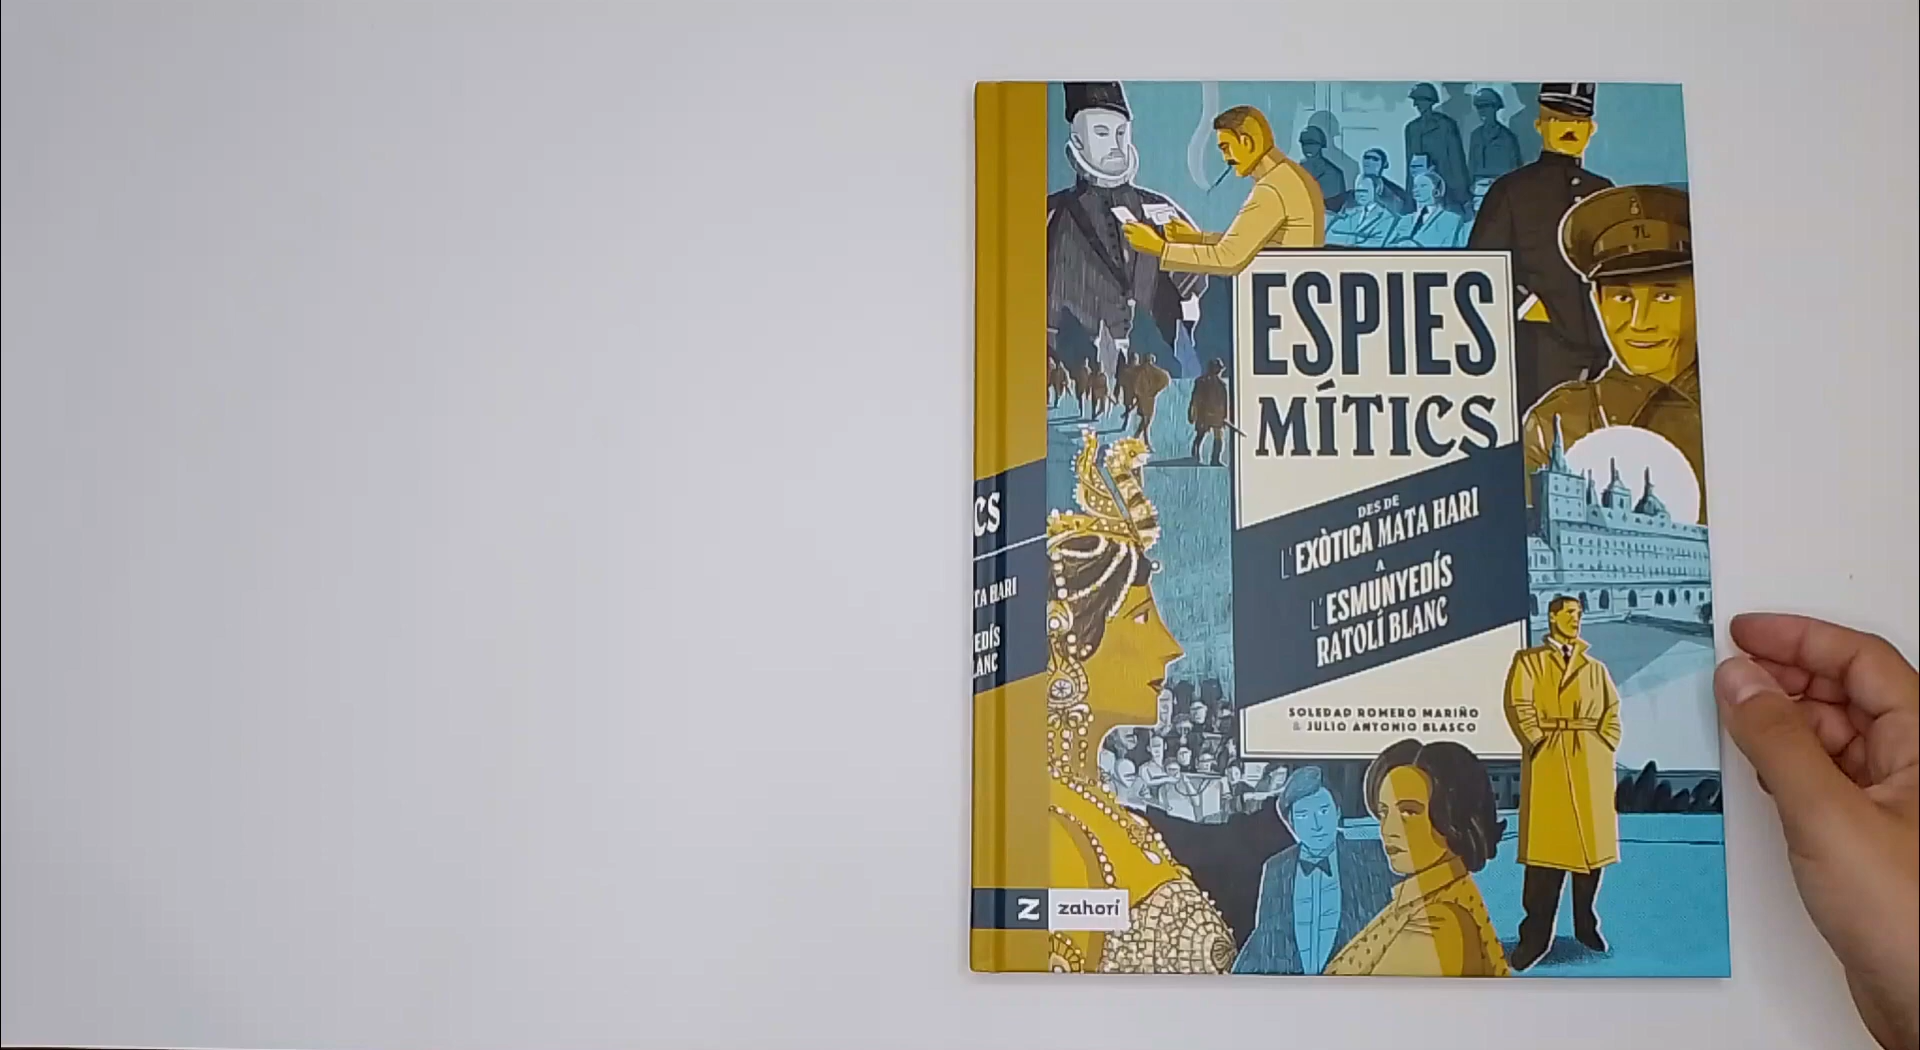 ESPIES
MÍTICS
DES DE
L'EXÒTICA MATA HARI
A
L'ESMUNYEDÍS
RATOLÍ BLANC
SOLEDAD ROMERO MARIÑO
& JULIO ANTONIO BLASCO
CS
TA HARI
EDÍS
LANC
Z zahorí